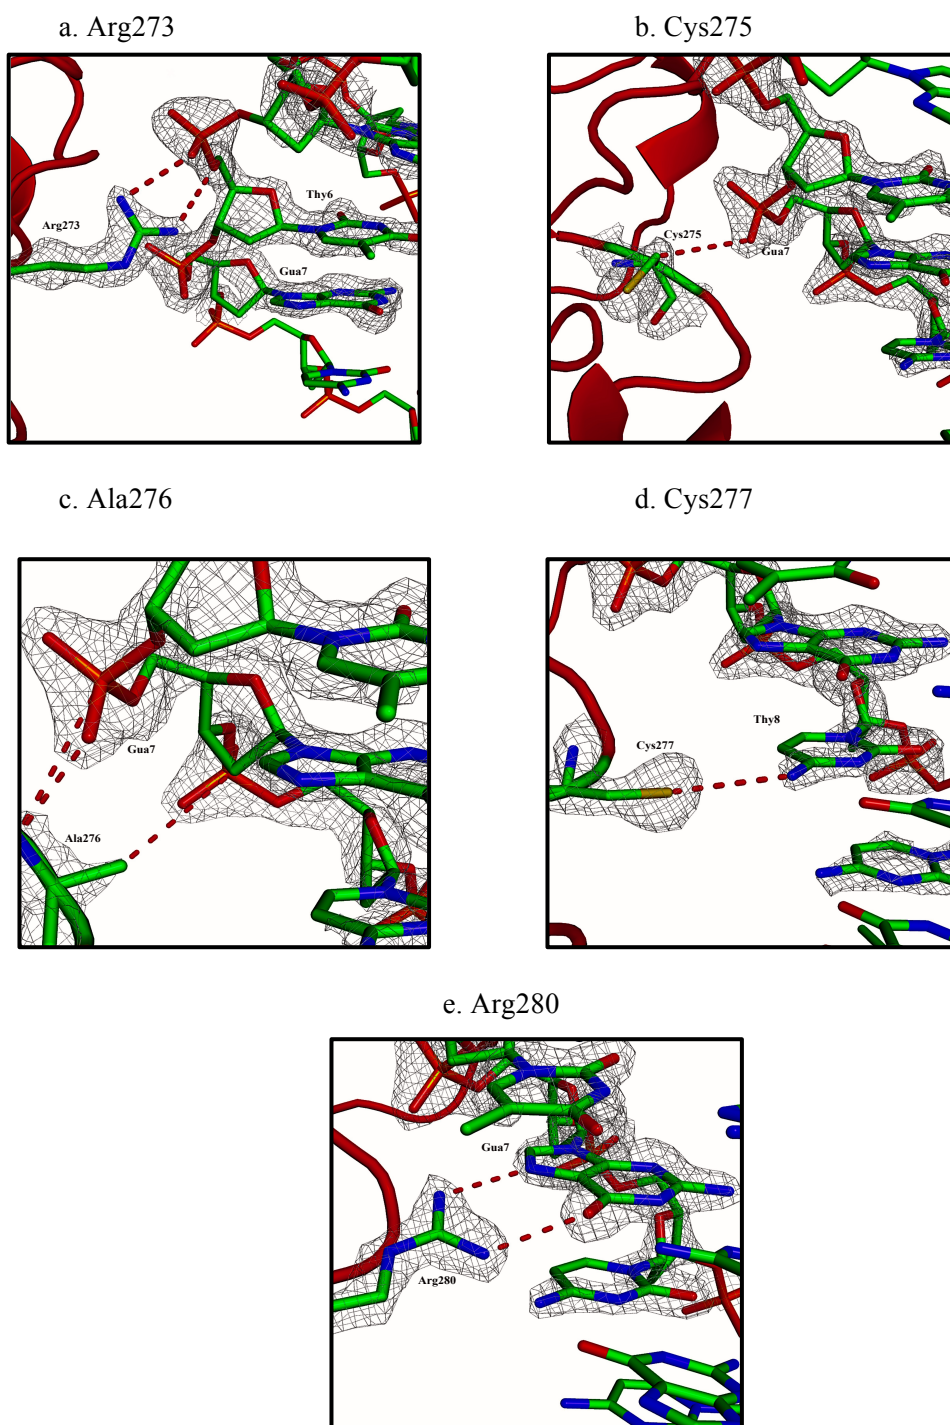 a. Arg273
b. Cys275
Arg273
Thy6
Gua7
Cys275
Gua7
c. Ala276
d. Cys277
Gua7
Ala276
Thy8
Cys277
e. Arg280
Gua7
Arg280